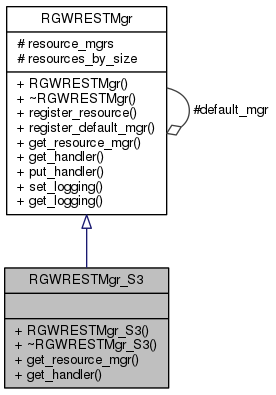 RGWRESTMgr
# resource_mgrs
# resources_by_size
+ RGWRESTMgr()
+ ~RGWRESTMgr()
+ register_resource()
+ register_default_mgr()
+ get_resource_mgr()
+ get_handler()
+ put_handler()
+ set_logging()
+ get_logging()
#default_mgr
RGWRESTMgr_S3
+ RGWRESTMgr_S3()
+ ~RGWRESTMgr_S3()
+ get_resource_mgr()
+ get_handler()